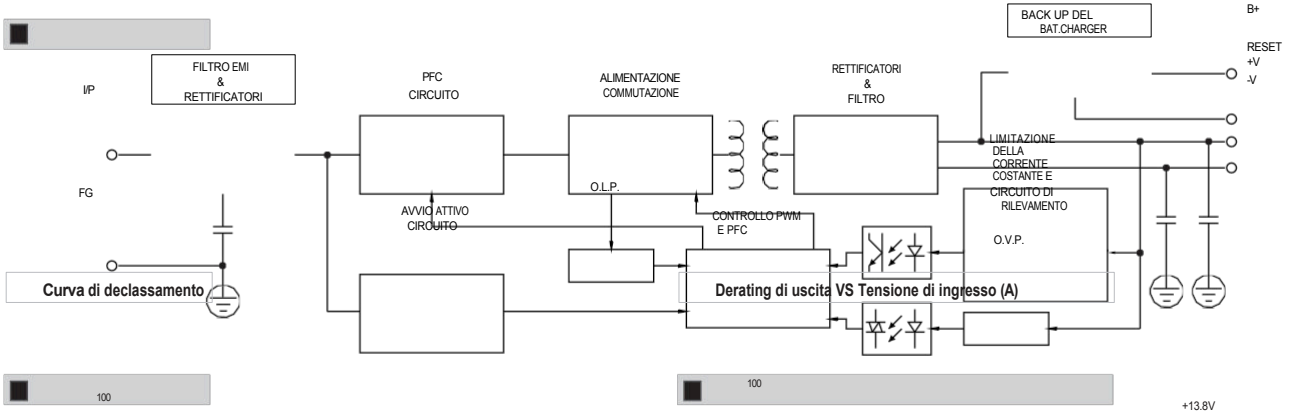 BACK UP DEL
BAT.CHARGER
B+
RESET
+V
-V
FILTRO EMI
&
RETTIFICATORI
I/P
PFC
CIRCUITO
ALIMENTAZIONE
COMMUTAZIONE
RETTIFICATORI
&
FILTRO
LIMITAZIONE
DELLA
CORRENTE
COSTANTE E
CIRCUITO DI
RILEVAMENTO
FG
O.L.P.
AVVIO ATTIVO
CIRCUITO
CONTROLLO PWM
E PFC
O.V.P.
Curva di declassamento
Derating di uscita VS Tensione di ingresso (A)
100
100
+13.8V